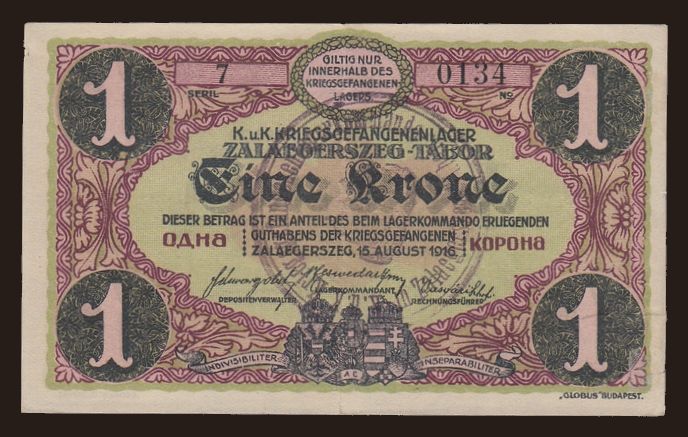 GILTIG NUR
INNERHALB DES
KRIEGSGEFANGENEN
LAGERS
1 7 0134 1
SERIE No
K.u.K. KRIEGSGEFANGENENLAGER
ZALAEGERSZEG-TÁBOR
Eine Krone
DIESER BETRAG IST EIN ANTEIL DES BEIM LAGERKOMMANDO ERLIEGENDEN
ОДНА GUTHABENS DER KRIEGSGEFANGENEN КОРОНА
ZALAEGERSZEG, 15 AUGUST 1916.
LAGERKOMMANDANT
DEPOSITENVERWALTER RECHNUNGSFÜHRER
1 1
INDIVISIBILITER AC INSEPARABILITER
„GLOBUS" BUDAPEST.